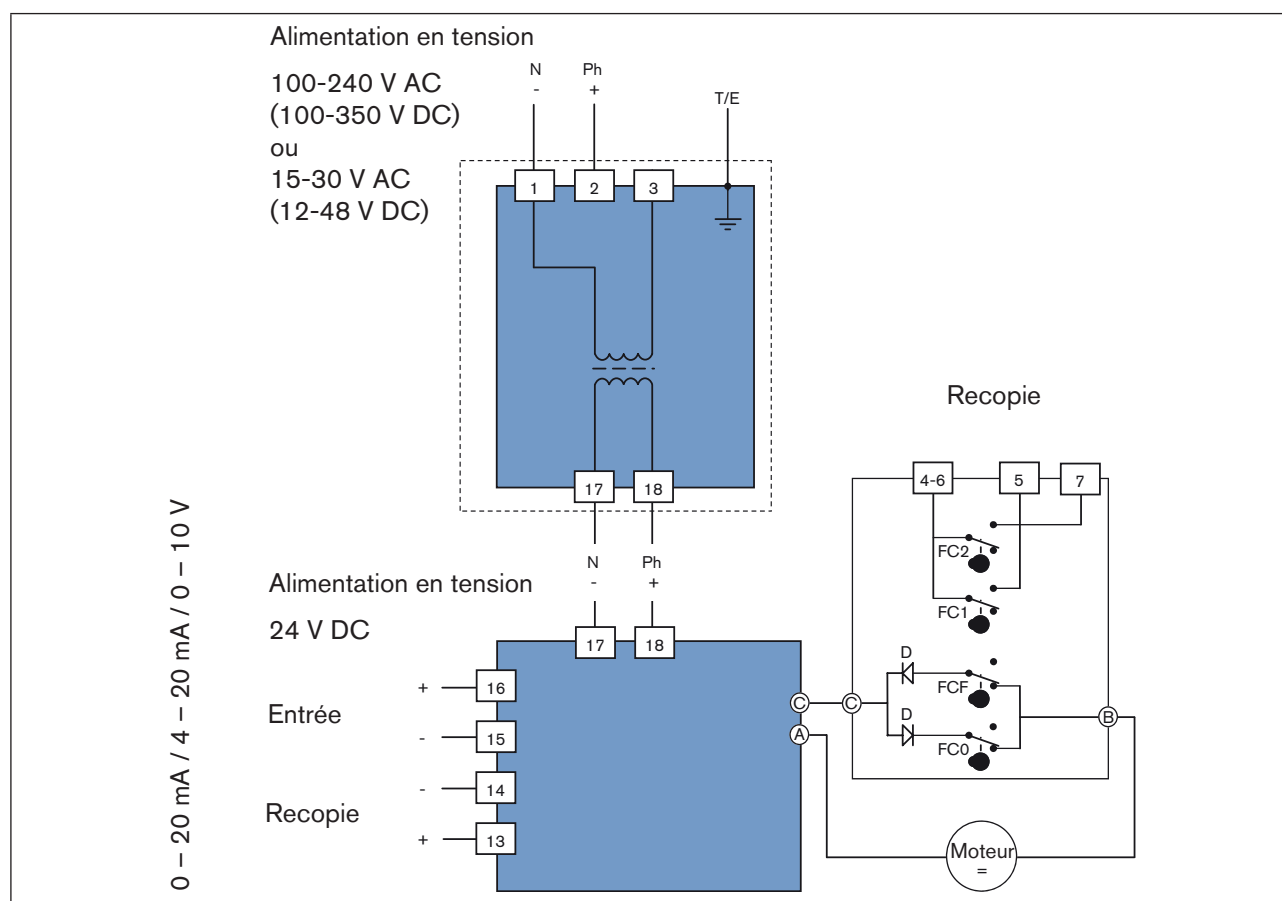 Alimentation en tension
100-240 V AC
(100-350 V DC)
ou
15-30 V AC
(12-48 V DC)
N
-
Ph
+
T/E
1
2
3
17
18
N
-
Ph
+
Alimentation en tension
24 V DC
17
18
0 – 20 mA / 4 – 20 mA / 0 – 10 V
+
16
Entrée
-
15
-
14
Recopie
+
13
C
A
Recopie
4-6
5
7
FC2
FC1
D
FCF
C
B
D
FC0
Moteur
=